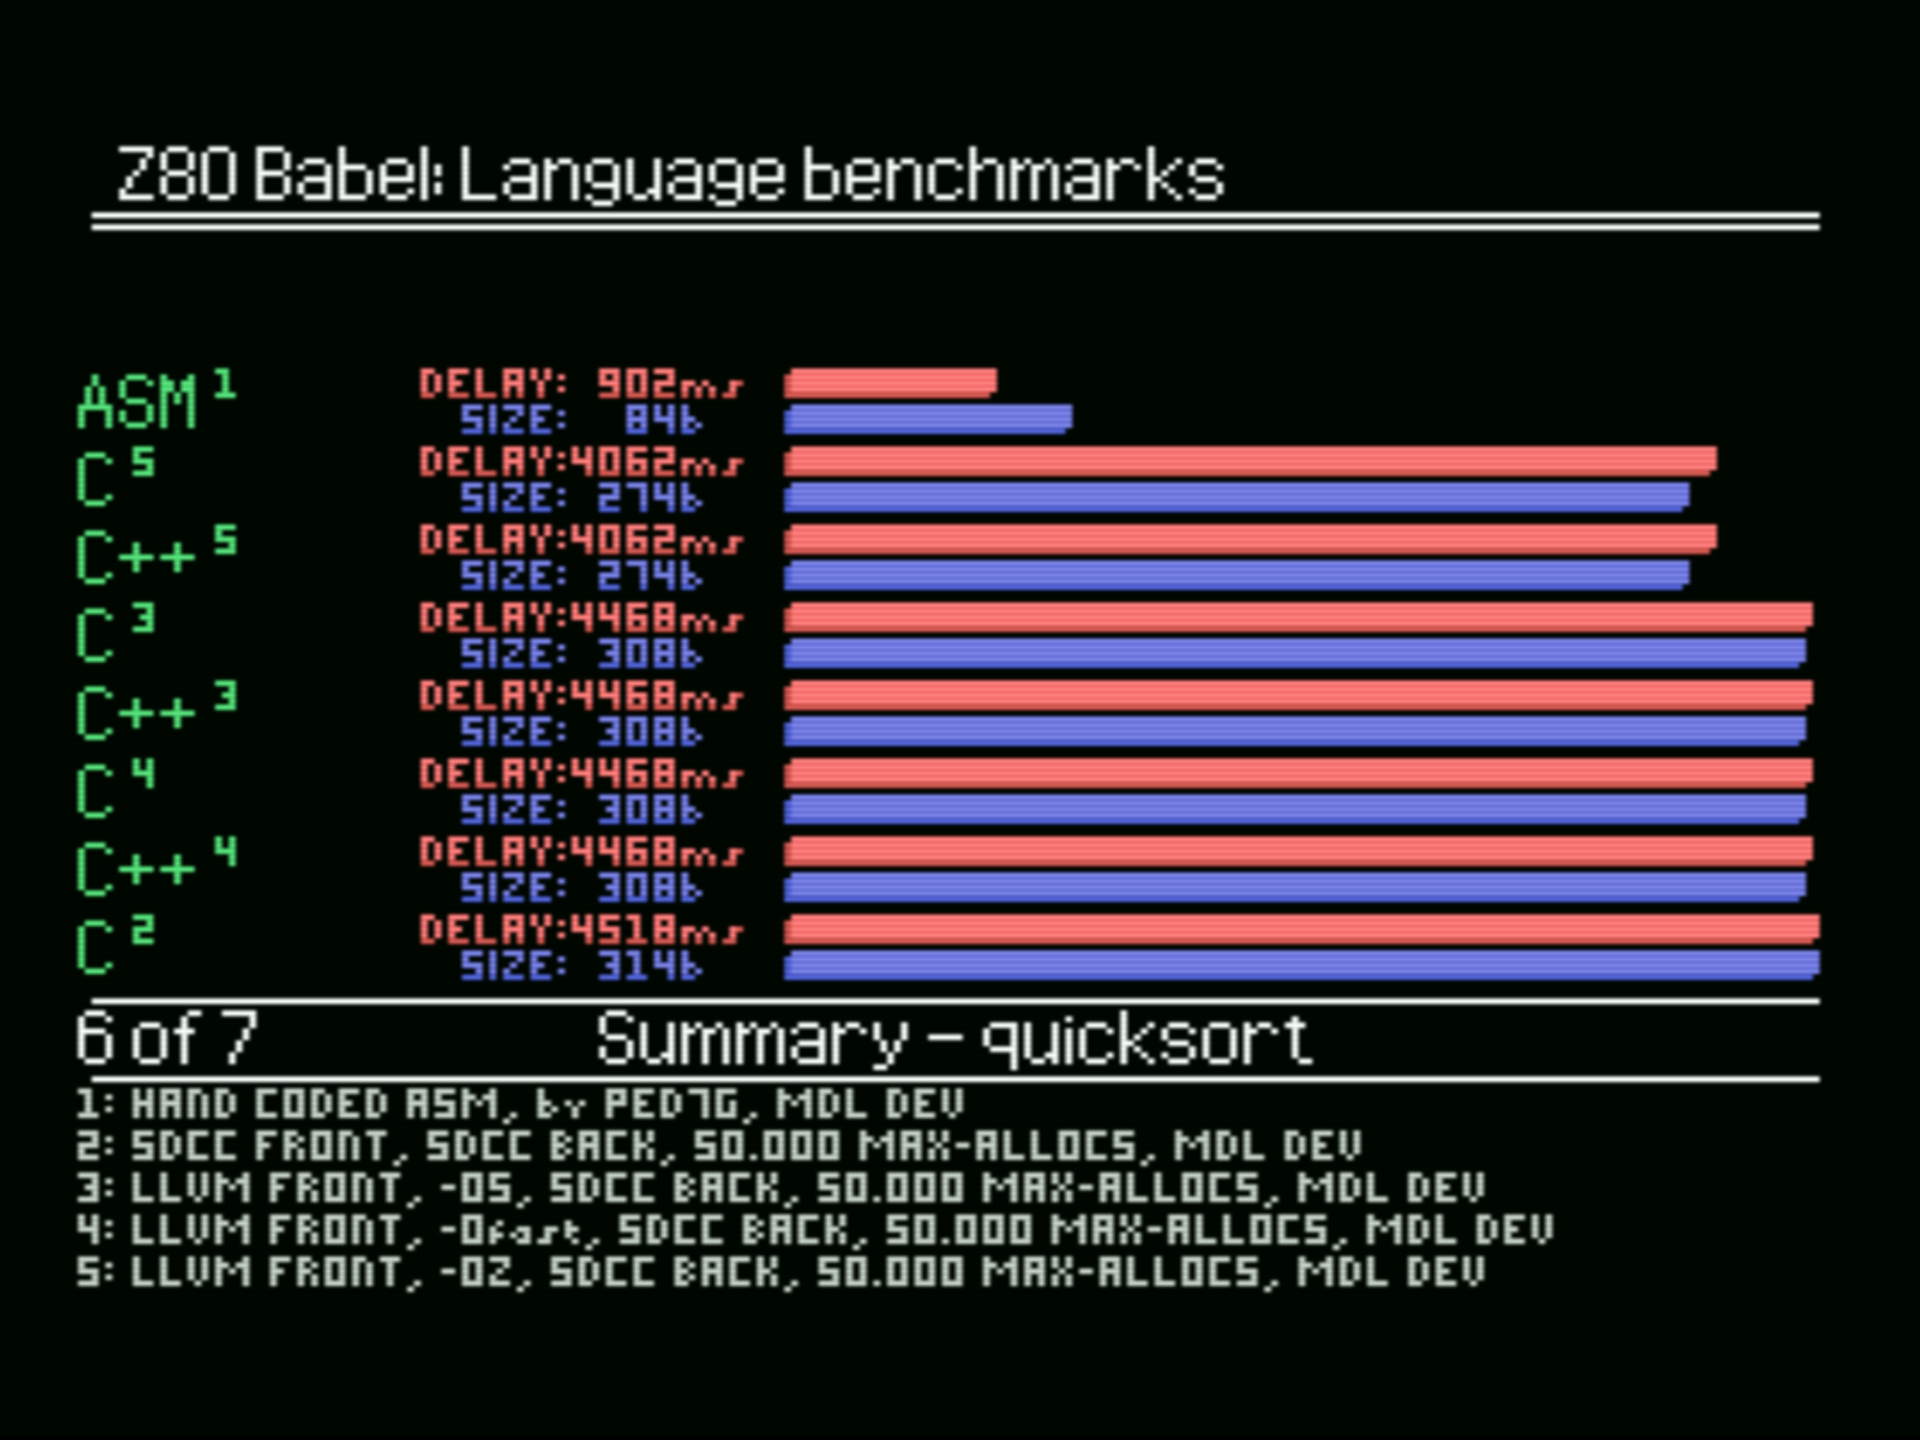 Z80 Babel: Language benchmarks
ASM 1 DELAY: 902ms
SIZE: 84b
C 5 DELAY:4062ms
SIZE: 274b
C++ 5 DELAY:4062ms
SIZE: 274b
C 3 DELAY:4468ms
SIZE: 308b
C++ 3 DELAY:4468ms
SIZE: 308b
C 4 DELAY:4468ms
SIZE: 308b
C++ 4 DELAY:4468ms
SIZE: 308b
C 2 DELAY:4518ms
SIZE: 314b
6 of 7 Summary - quicksort
1: HAND CODED ASM, by PED7G, MDL DEV
2: SDCC FRONT, SDCC BACK, 50.000 MAX-ALLOCS, MDL DEV
3: LLVM FRONT, -OS, SDCC BACK, 50.000 MAX-ALLOCS, MDL DEV
4: LLVM FRONT, -Ofast, SDCC BACK, 50.000 MAX-ALLOCS, MDL DEV
5: LLVM FRONT, -OZ, SDCC BACK, 50.000 MAX-ALLOCS, MDL DEV